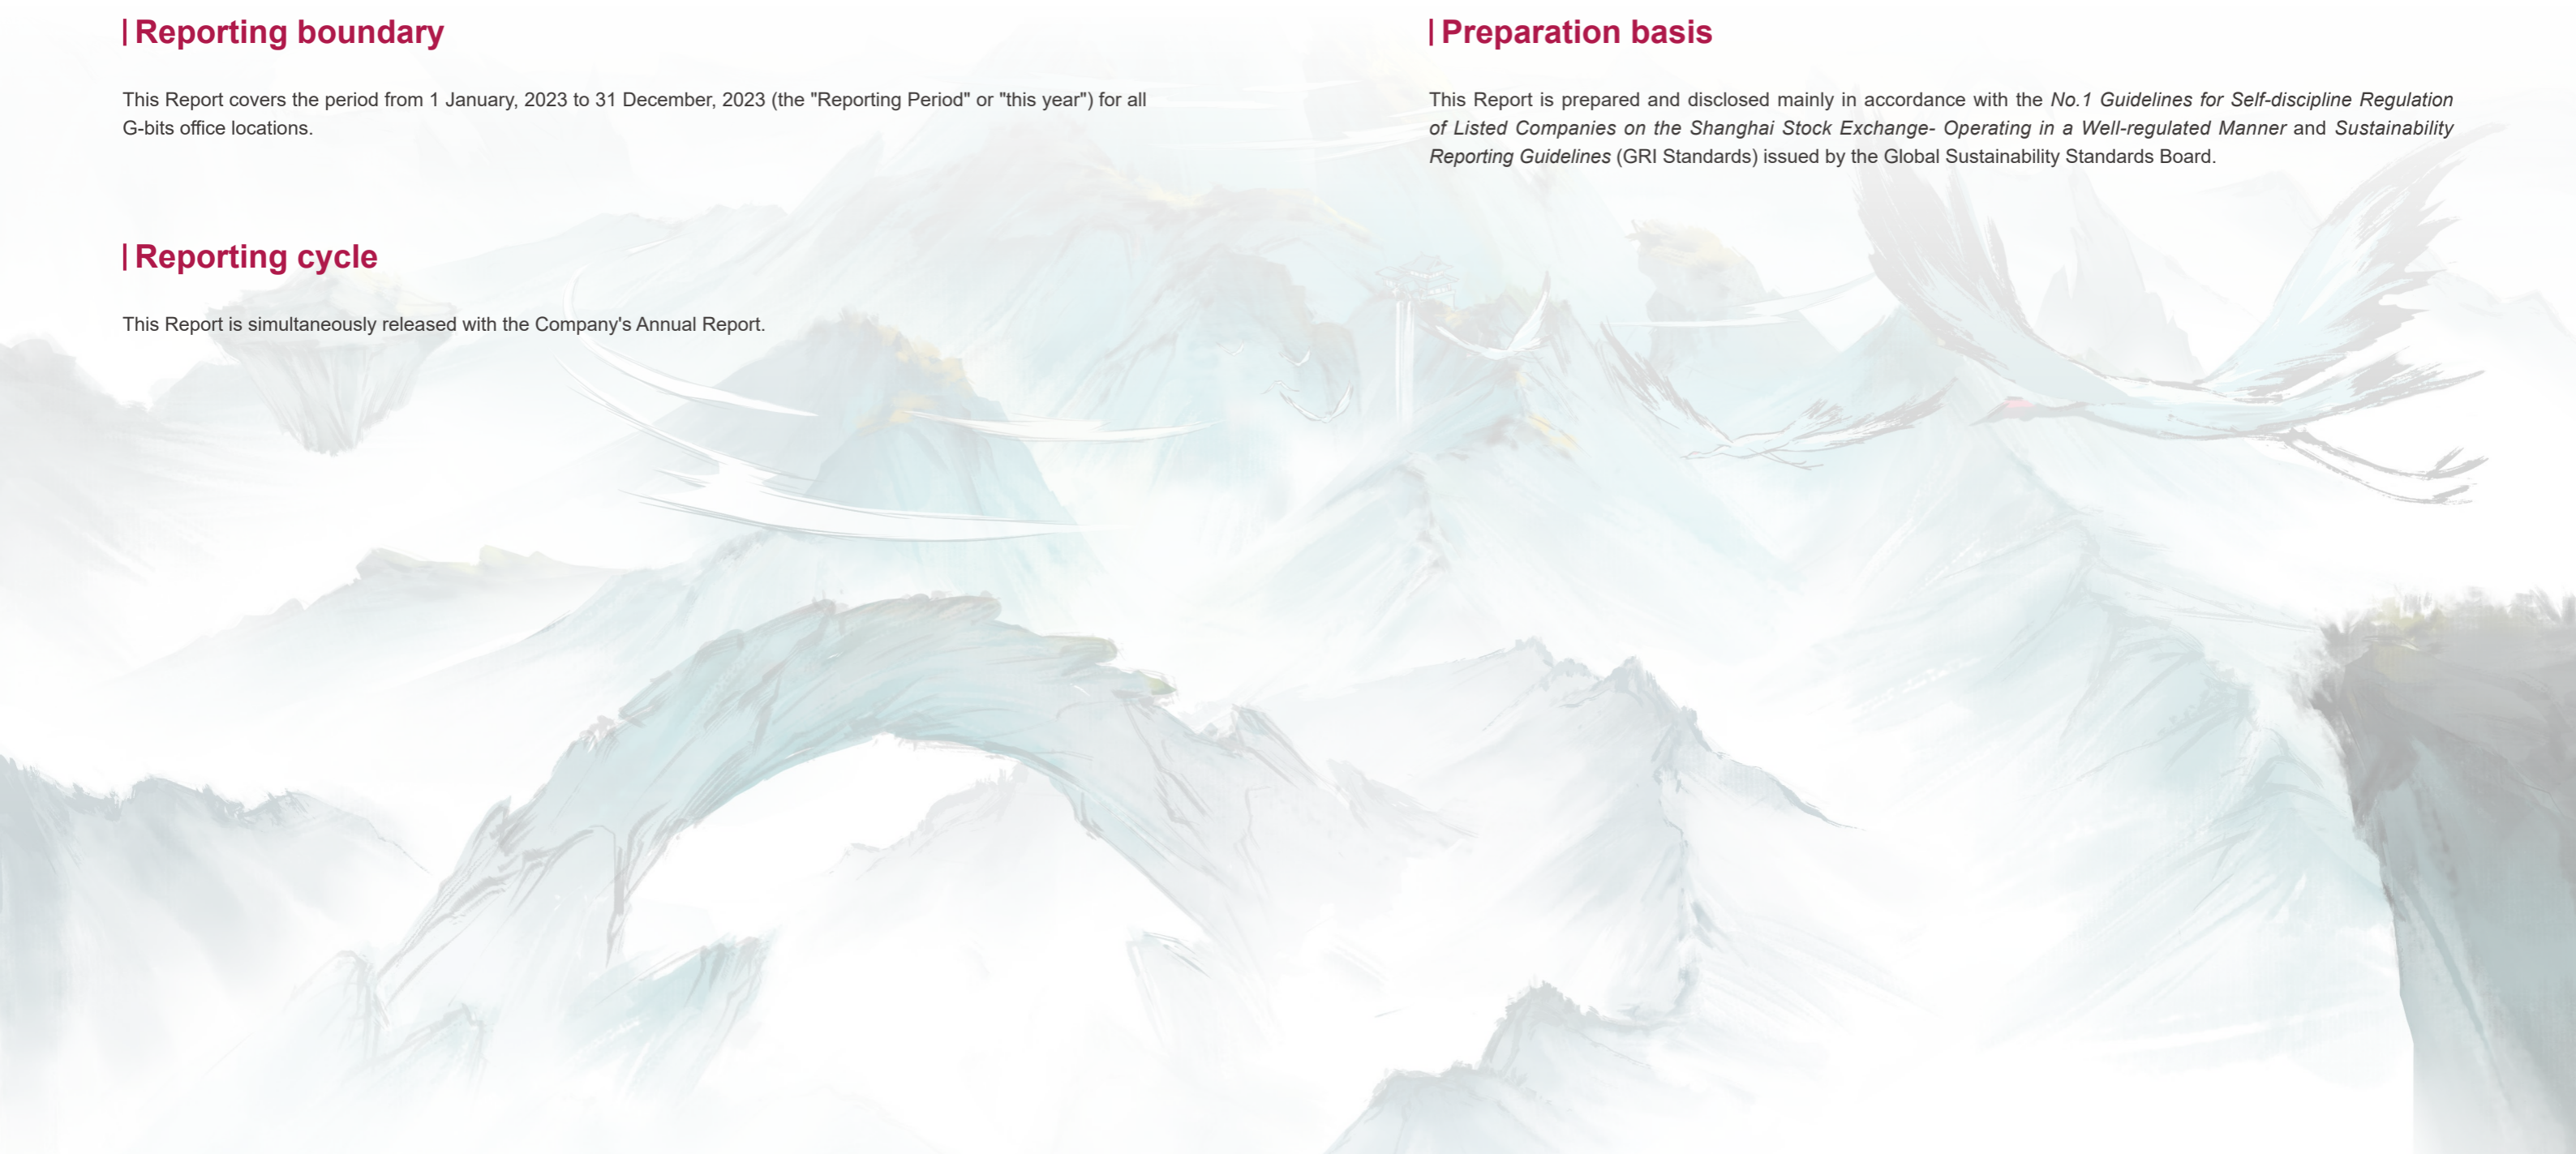 Reporting boundary
This Report covers the period from 1 January, 2023 to 31 December, 2023 (the "Reporting Period" or "this year") for all
G-bits office locations.
Reporting cycle
This Report is simultaneously released with the Company's Annual Report.
Preparation basis
This Report is prepared and disclosed mainly in accordance with the No.1 Guidelines for Self-discipline Regulation
of Listed Companies on the Shanghai Stock Exchange- Operating in a Well-regulated Manner and Sustainability
Reporting Guidelines (GRI Standards) issued by the Global Sustainability Standards Board.